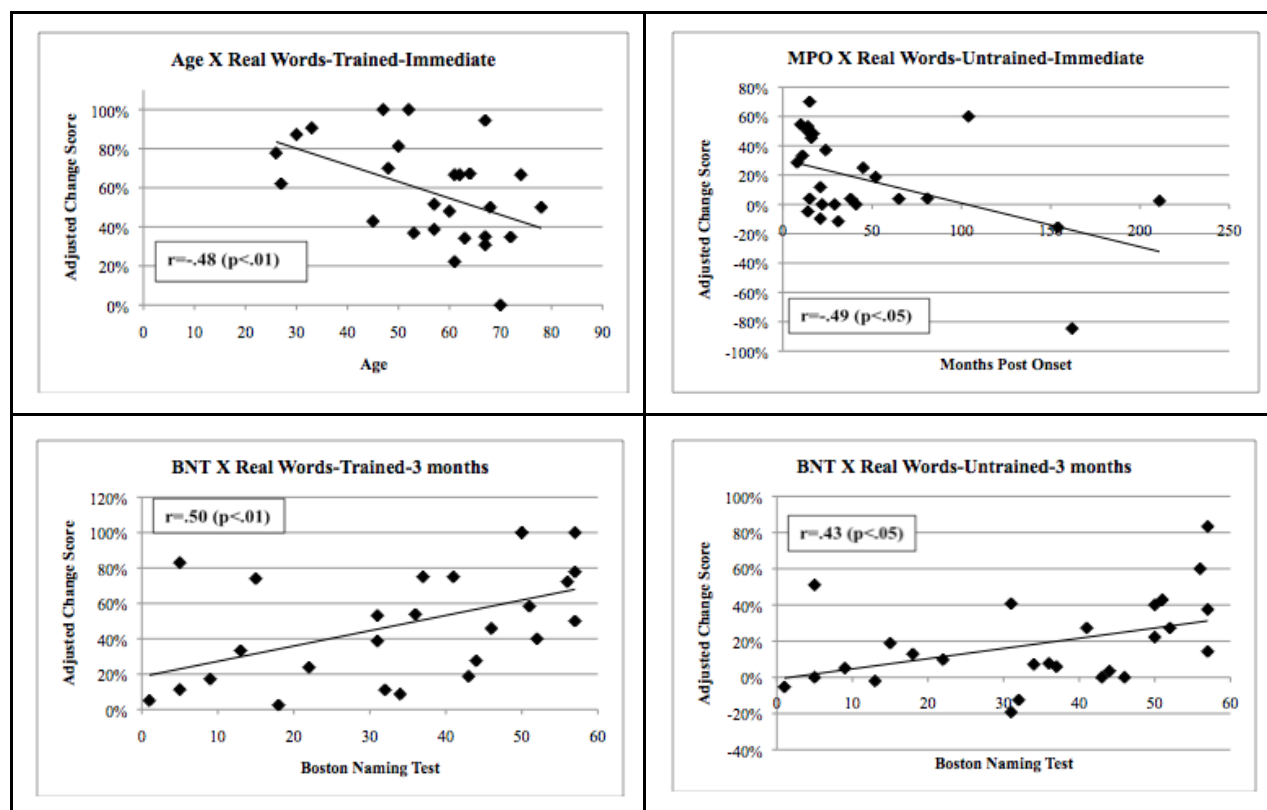 Age X Real Words-Trained-Immediate
Adjusted Change Score
100%
80%
60%
40%
20%
0%
r=-.48 (p<.01)
0 10 20 30 40 50 60 70 80 90
Age
MPO X Real Words-Untrained-Immediate
Adjusted Change Score
80%
60%
40%
20%
0%
-20%
-40%
-60%
-80%
-100%
0 50 100 150 200 250
r=-.49 (p<.05)
Months Post Onset
BNT X Real Words-Trained-3 months
Adjusted Change Score
120%
100%
80%
60%
40%
20%
0%
r=.50 (p<.01)
0 10 20 30 40 50 60
Boston Naming Test
BNT X Real Words-Untrained-3 months
Adjusted Change Score
100%
80%
60%
40%
20%
0%
-20%
-40%
r=.43 (p<.05)
0 10 20 30 40 50 60
Boston Naming Test